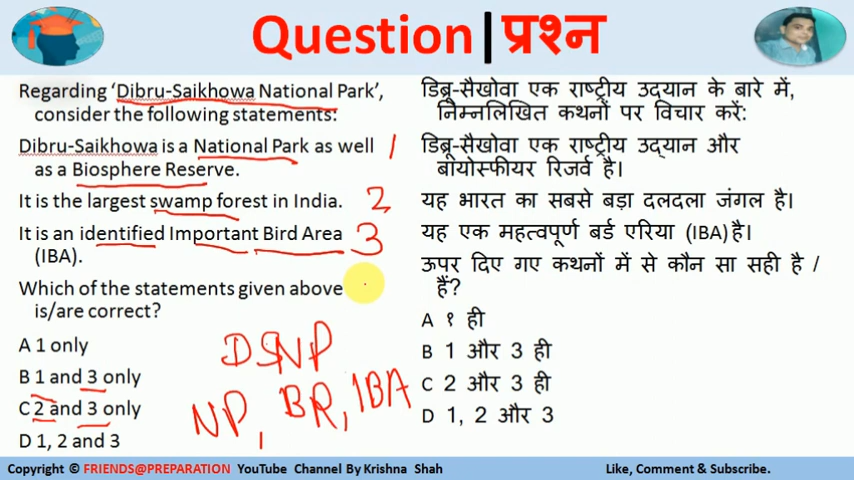 Question|प्रश्न
Regarding ‘Dibru-Saikhowa National Park’,
consider the following statements:
Dibru-Saikhowa is a National Park as well 1
as a Biosphere Reserve.
It is the largest swamp forest in India. 2
It is an identified Important Bird Area 3
(IBA).
Which of the statements given above
is/are correct?
A 1 only
B 1 and 3 only
C 2 and 3 only
D 1, 2 and 3
DSNP
NP, BR, IBA
डिब्रू-सैखोवा एक राष्ट्रीय उद्यान के बारे में,
निम्नलिखित कथनों पर विचार करें:
डिब्रू-सैखोवा एक राष्ट्रीय उद्यान और
बायोस्फीयर रिजर्व है।
यह भारत का सबसे बड़ा दलदला जंगल है।
यह एक महत्वपूर्ण बर्ड एरिया (IBA) है।
ऊपर दिए गए कथनों में से कौन सा सही है /
हैं?
A १ ही
B 1 और 3 ही
C 2 और 3 ही
D 1, 2 और 3
Copyright © FRIENDS@PREPARATION YouTube Channel By Krishna Shah
Like, Comment & Subscribe.